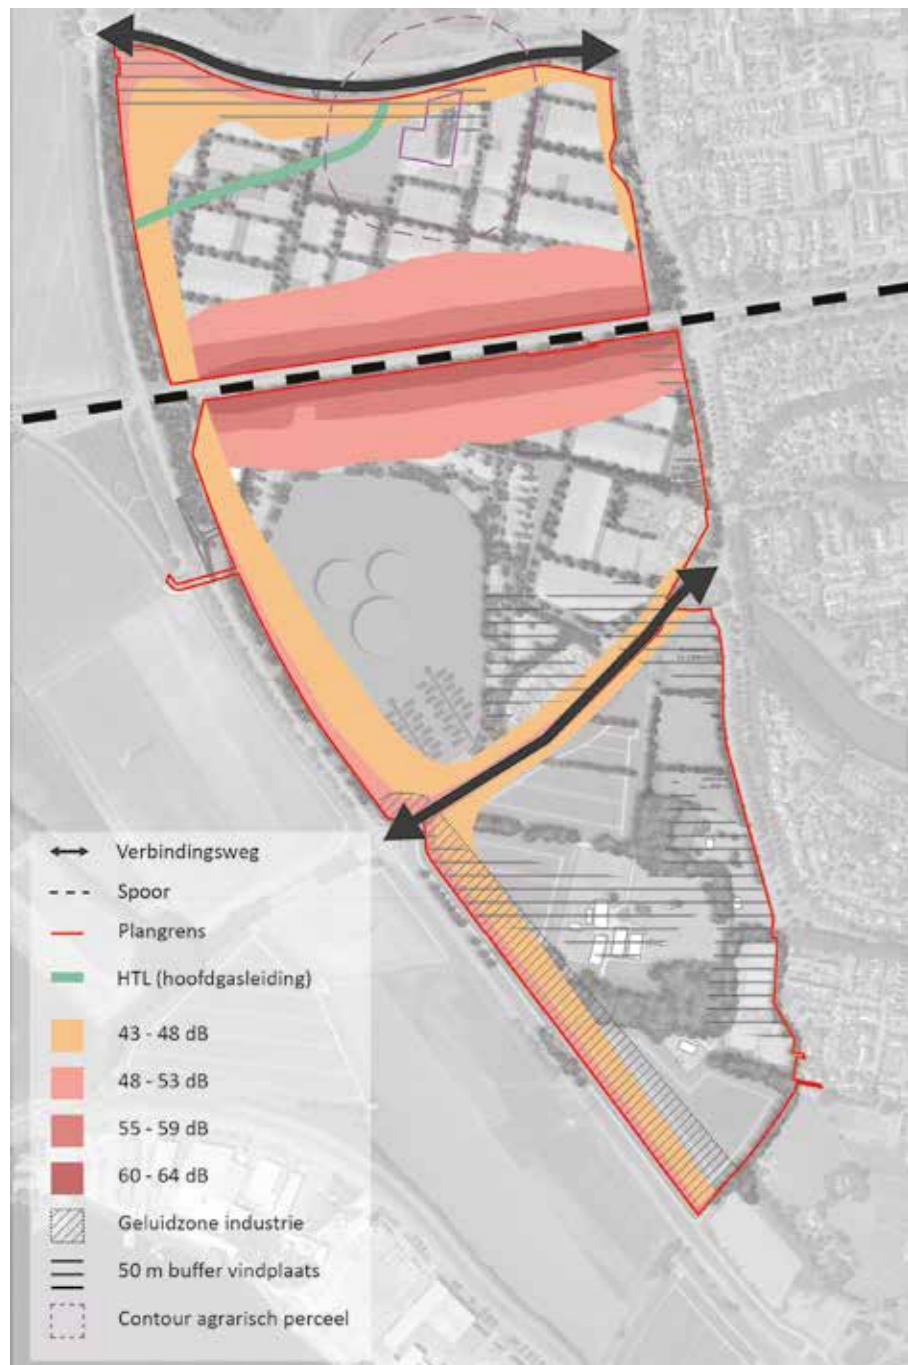 Verbindingsweg
Spoor
Plangrens
HTL (hoofdgasleiding)
43 - 48 dB
48 - 53 dB
55 - 59 dB
60 - 64 dB
Geluidzone industrie
50 m buffer vindplaats
Contour agrarisch perceel